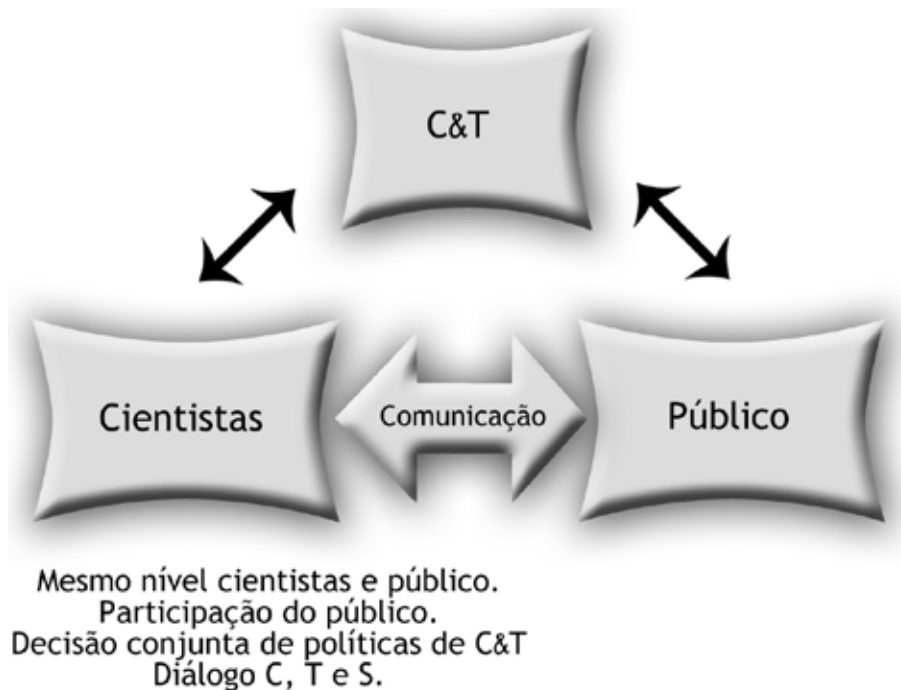 C&T
Cientistas
Comunicação
Público
Mesmo nível cientistas e público.
Participação do público.
Decisão conjunta de políticas de C&T
Diálogo C, T e S.